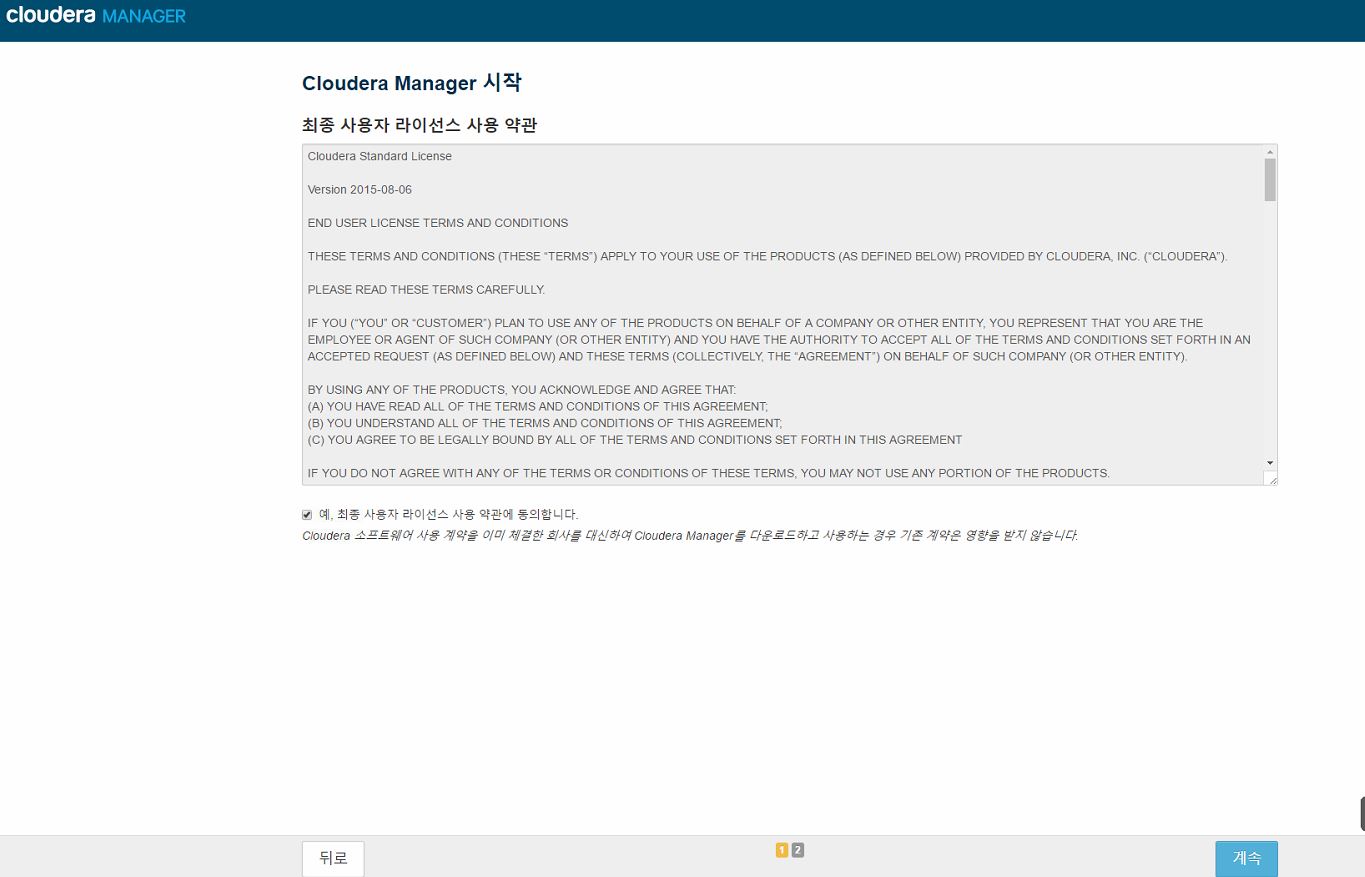 cloudera MANAGER
Cloudera Manager 시작
최종 사용자 라이선스 사용 약관
Cloudera Standard License
Version 2015-08-06
END USER LICENSE TERMS AND CONDITIONS
THESE TERMS AND CONDITIONS (THESE “TERMS”) APPLY TO YOUR USE OF THE PRODUCTS (AS DEFINED BELOW) PROVIDED BY CLOUDERA, INC. (“CLOUDERA”).
PLEASE READ THESE TERMS CAREFULLY.
IF YOU (“YOU” OR “CUSTOMER”) PLAN TO USE ANY OF THE PRODUCTS ON BEHALF OF A COMPANY OR OTHER ENTITY, YOU REPRESENT THAT YOU ARE THE
EMPLOYEE OR AGENT OF SUCH COMPANY (OR OTHER ENTITY) AND YOU HAVE THE AUTHORITY TO ACCEPT ALL OF THE TERMS AND CONDITIONS SET FORTH IN AN
ACCEPTED REQUEST (AS DEFINED BELOW) AND THESE TERMS (COLLECTIVELY, THE “AGREEMENT”) ON BEHALF OF SUCH COMPANY (OR OTHER ENTITY).
BY USING ANY OF THE PRODUCTS, YOU ACKNOWLEDGE AND AGREE THAT:
(A) YOU HAVE READ ALL OF THE TERMS AND CONDITIONS OF THIS AGREEMENT;
(B) YOU UNDERSTAND ALL OF THE TERMS AND CONDITIONS OF THIS AGREEMENT;
(C) YOU AGREE TO BE LEGALLY BOUND BY ALL OF THE TERMS AND CONDITIONS SET FORTH IN THIS AGREEMENT
IF YOU DO NOT AGREE WITH ANY OF THE TERMS OR CONDITIONS OF THESE TERMS, YOU MAY NOT USE ANY PORTION OF THE PRODUCTS.
예, 최종 사용자 라이선스 사용 약관에 동의합니다.
Cloudera 소프트웨어 사용 계약을 이미 체결한 회사를 대신하여 Cloudera Manager를 다운로드하고 사용하는 경우 기존 계약은 영향을 받지 않습니다.
뒤로
1 2
계속